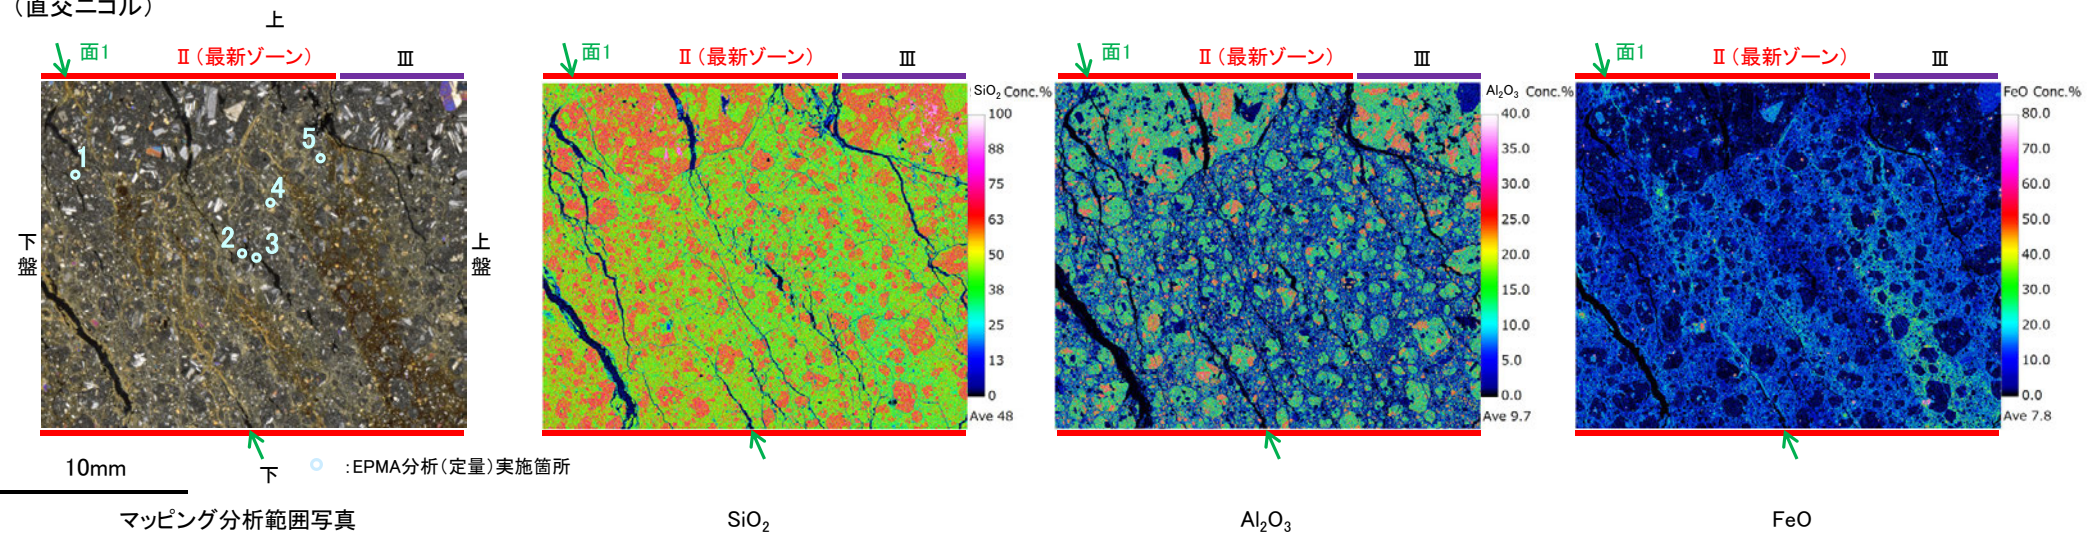 (直交ニコル)
上
面1
Ⅱ(最新ゾーン)
Ⅲ
面1
Ⅱ(最新ゾーン)
Ⅲ
面1
Ⅱ(最新ゾーン)
Ⅲ
面1
Ⅱ(最新ゾーン)
Ⅲ
1
2
3
4
5
下盤
上盤
SiO₂ Conc.%
100
88
75
63
50
38
25
13
0
Ave 48
Al₂O₃ Conc.%
40.0
35.0
30.0
25.0
20.0
15.0
10.0
5.0
0.0
Ave 9.7
FeO Conc.%
80.0
70.0
60.0
50.0
40.0
30.0
20.0
10.0
0.0
Ave 7.8
10mm
下
:EPMA分析(定量)実施箇所
マッピング分析範囲写真
SiO₂
Al₂O₃
FeO